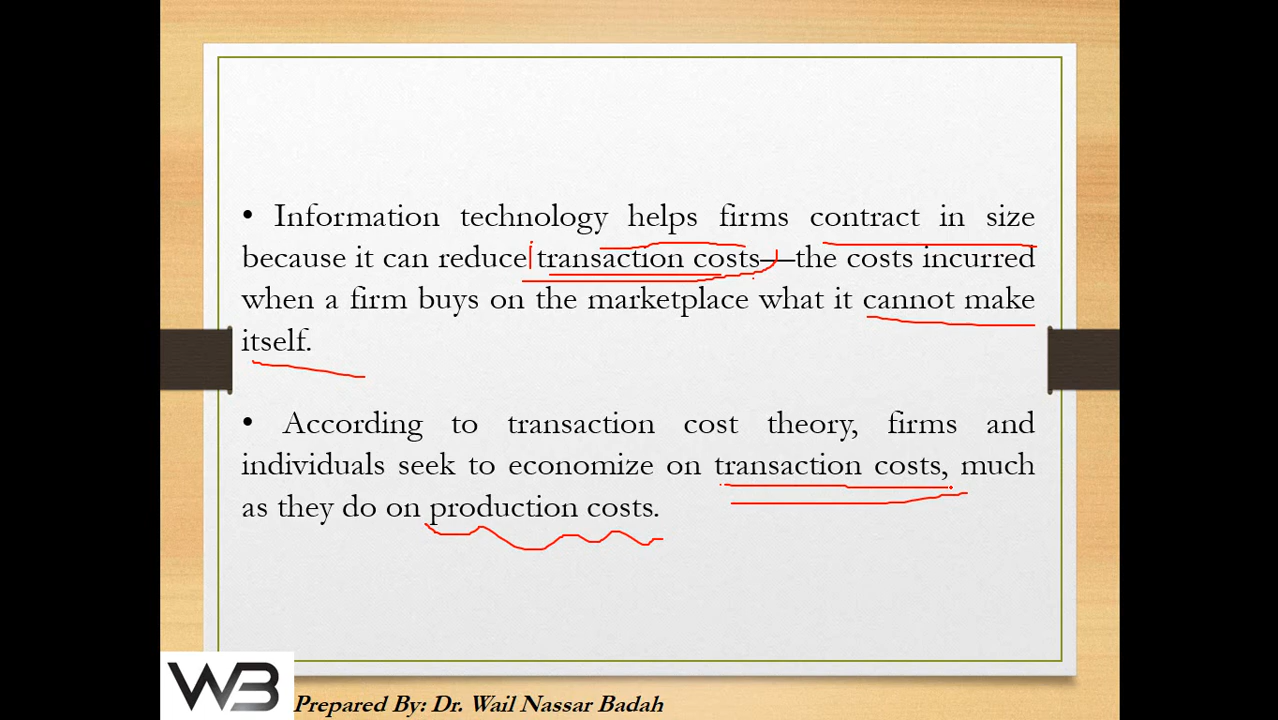 • Information technology helps firms contract in size
because it can reduce transaction costs—the costs incurred
when a firm buys on the marketplace what it cannot make
itself.
• According to transaction cost theory, firms and
individuals seek to economize on transaction costs, much
as they do on production costs.
WB
Prepared By: Dr. Wail Nassar Badah